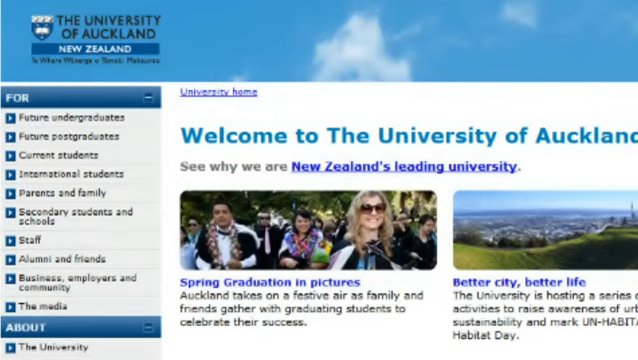 THE UNIVERSITY
OF AUCKLAND
NEW ZEALAND
Te Whare Wānanga o Tāmaki Makaurau
FOR
Future undergraduates
Future postgraduates
Current students
International students
Parents and family
Secondary students and
schools
Staff
Alumni and friends
Business, employers and
community
The media
ABOUT
The University
University home
Welcome to The University of Auckland
See why we are New Zealand's leading university.
Spring Graduation in pictures
Auckland takes on a festive air as family and
friends gather with graduating students to
celebrate their success.
Better city, better life
The University is hosting a series
activities to raise awareness of
sustainability and mark UN-HABITA
Habitat Day.